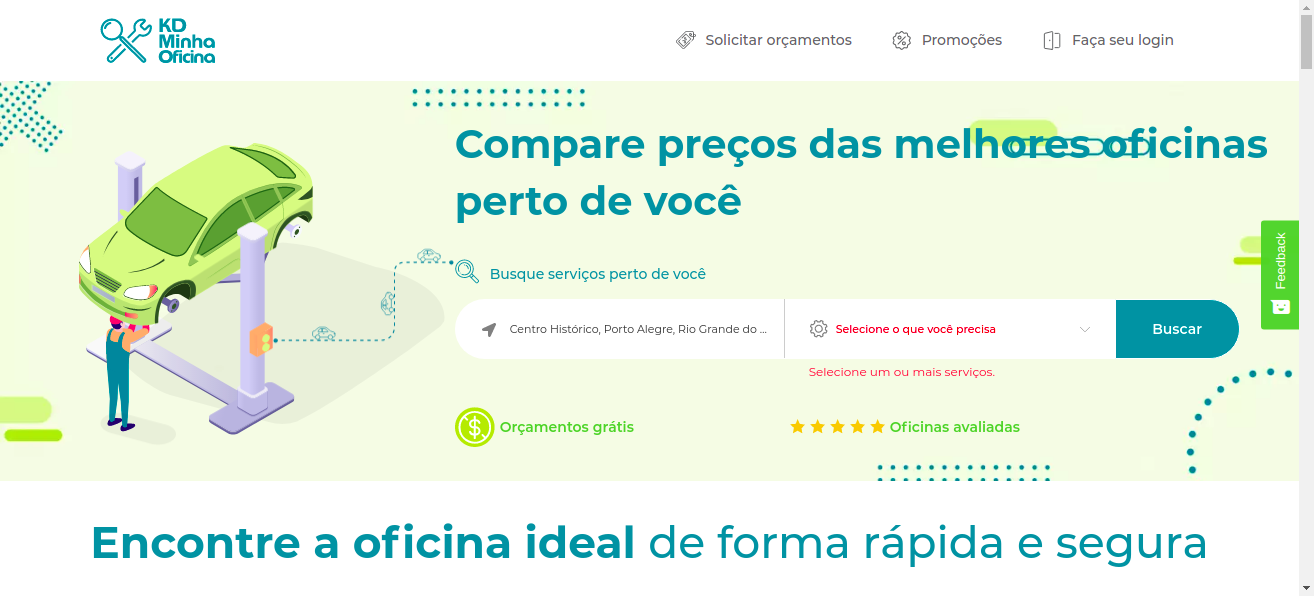 KD
Minha
Oficina
Solicitar orçamentos
Promoções
Faça seu login
Compare preços das melhores oficinas
perto de você
Feedback
Busque serviços perto de você
Centro Histórico, Porto Alegre, Rio Grande do ...
Selecione o que você precisa
Buscar
Selecione um ou mais serviços.
Orçamentos grátis
Oficinas avaliadas
Encontre a oficina ideal de forma rápida e segura